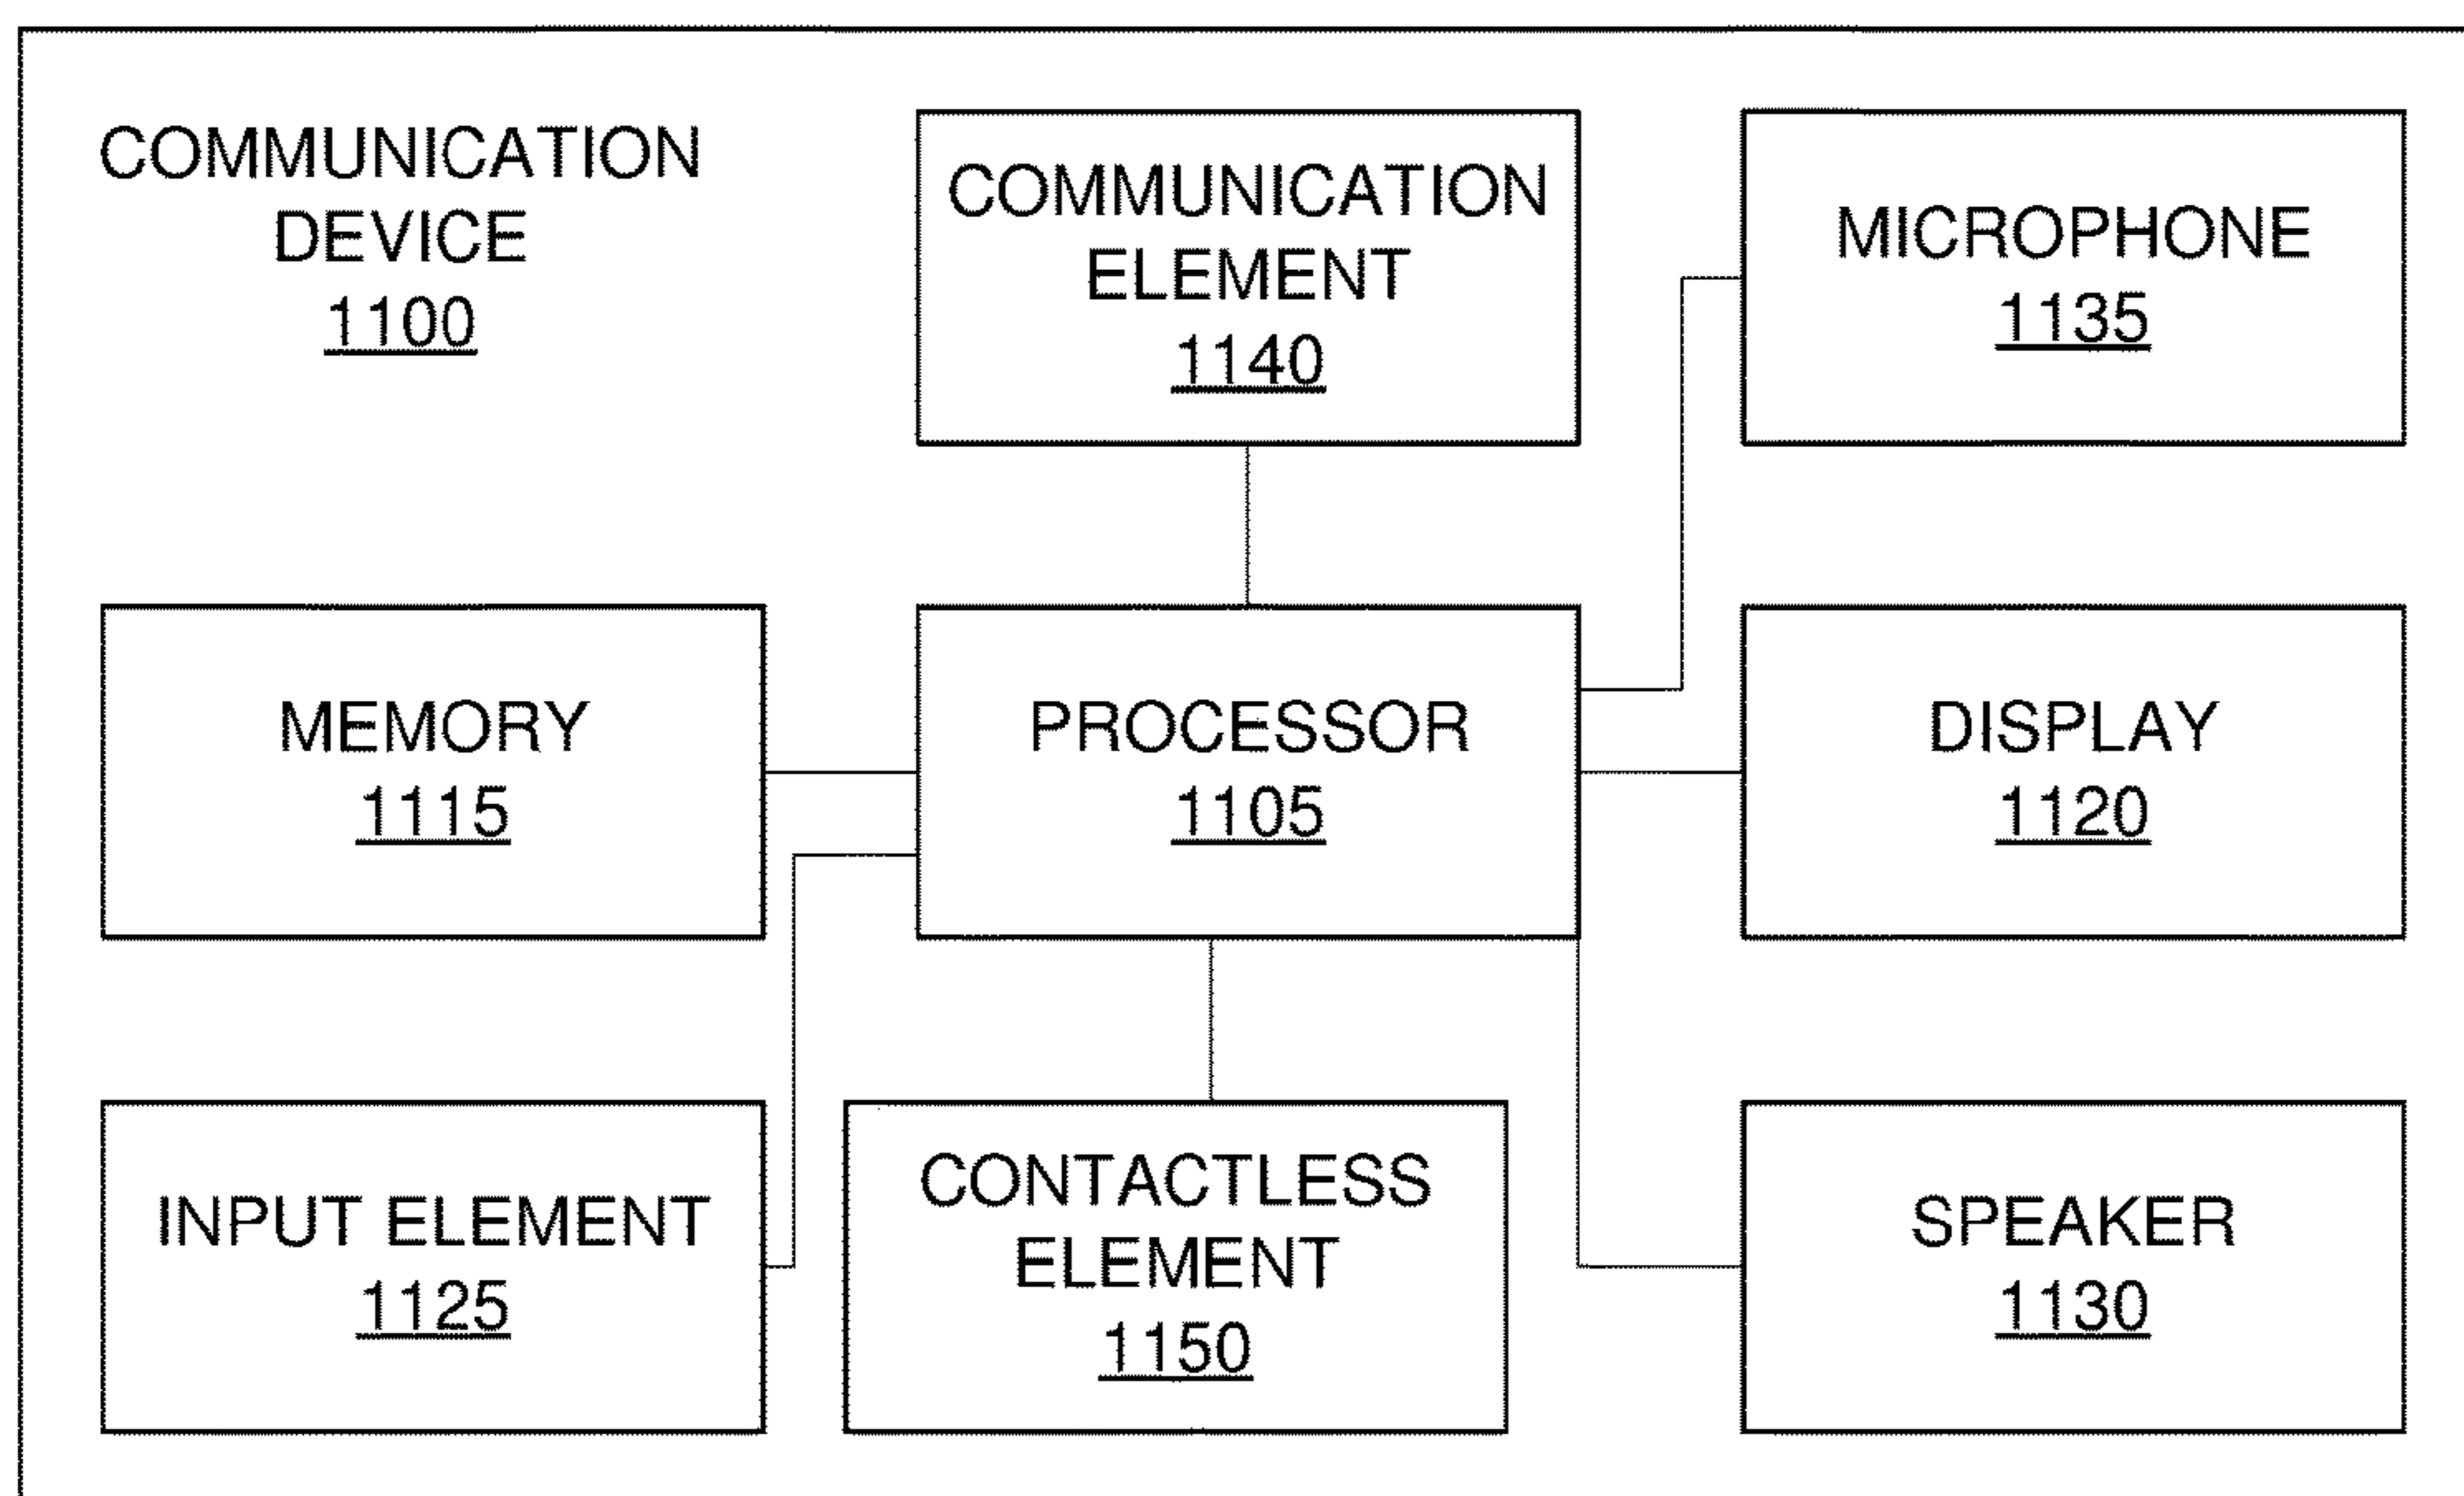 COMMUNICATION
DEVICE
1100
COMMUNICATION
ELEMENT
1140
MICROPHONE
1135
MEMORY
1115
PROCESSOR
1105
DISPLAY
1120
INPUT ELEMENT
1125
CONTACTLESS
ELEMENT
1150
SPEAKER
1130